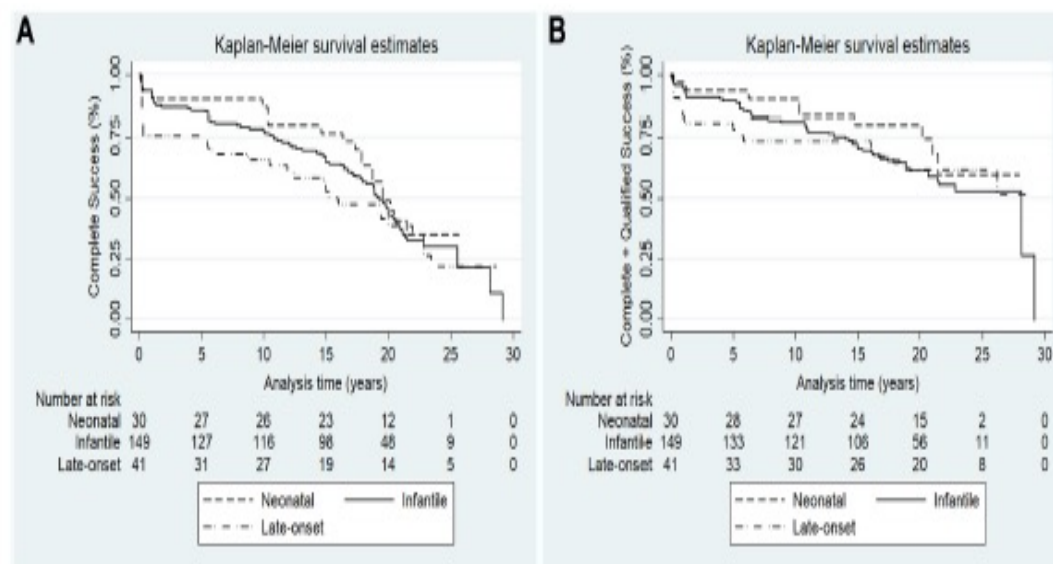 A
Kaplan-Meier survival estimates
Complete Success (%)
1.00
0.75
0.50
0.25
0.00
0 5 10 15 20 25 30
Analysis time (years)
Number at risk
Neonatal 30 27 26 23 12 1 0
Infantile 149 127 116 98 48 9 0
Late-onset 41 31 27 19 14 5 0
Neonatal Infantile
Late-onset
B
Kaplan-Meier survival estimates
Complete + Qualified Success (%)
1.00
0.75
0.50
0.25
0.00
0 5 10 15 20 25 30
Analysis time (years)
Number at risk
Neonatal 30 28 27 24 15 2 0
Infantile 149 133 121 106 56 11 0
Late-onset 41 33 30 26 20 8 0
Neonatal Infantile
Late-onset